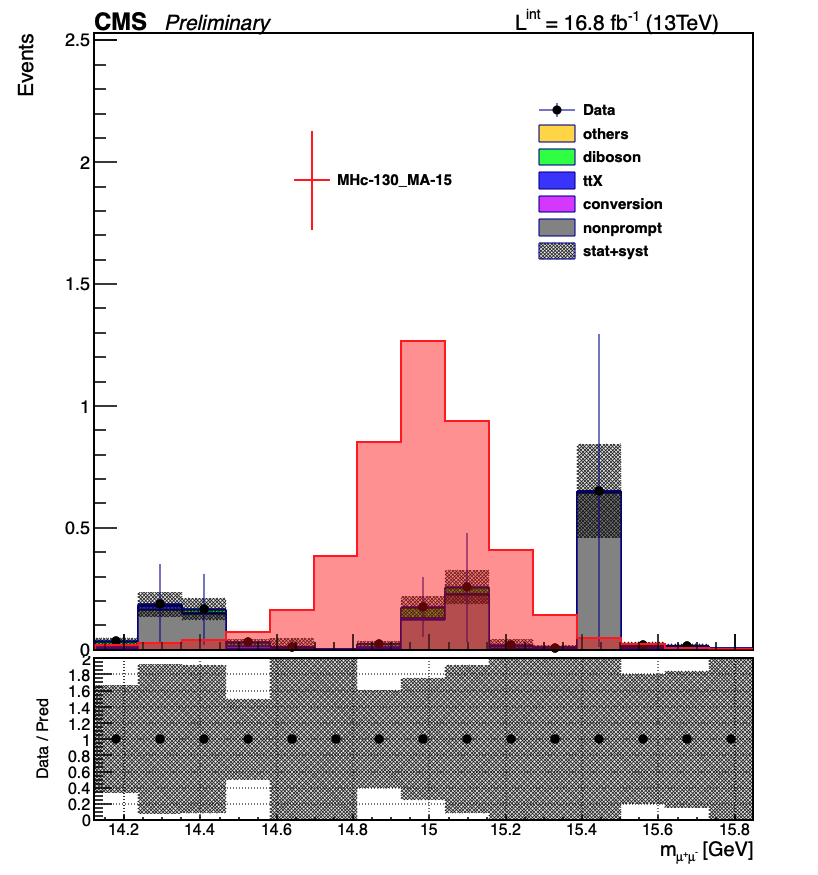 CMS Preliminary L^int = 16.8 fb^-1 (13TeV)
Events
2.5
2
1.5
1
0.5
0
MHc-130_MA-15
Data
others
diboson
ttX
conversion
nonprompt
stat+syst
Data / Pred
2
1.8
1.6
1.4
1.2
1
0.8
0.6
0.4
0.2
0
14.2 14.4 14.6 14.8 15 15.2 15.4 15.6 15.8
m_μ⁺μ⁻ [GeV]